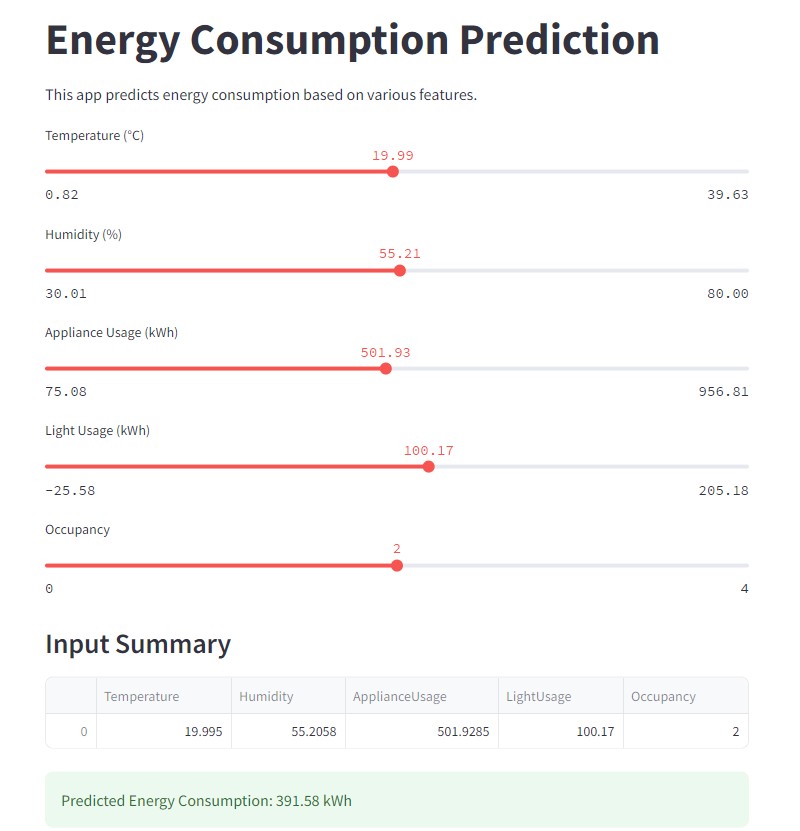 Energy Consumption Prediction
This app predicts energy consumption based on various features.
Temperature (°C)
19.99
0.82 39.63
Humidity (%)
55.21
30.01 80.00
Appliance Usage (kWh)
501.93
75.08 956.81
Light Usage (kWh)
100.17
-25.58 205.18
Occupancy
2
0 4
Input Summary
Temperature Humidity ApplianceUsage LightUsage Occupancy
0 19.995 55.2058 501.9285 100.17 2
Predicted Energy Consumption: 391.58 kWh